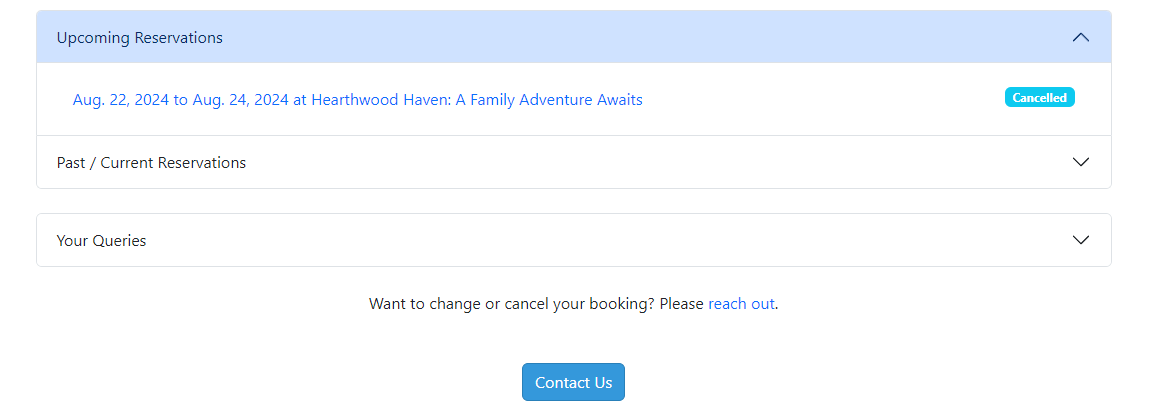 Upcoming Reservations
Aug. 22, 2024 to Aug. 24, 2024 at Hearthwood Haven: A Family Adventure Awaits
Cancelled
Past / Current Reservations
Your Queries
Want to change or cancel your booking? Please reach out.
Contact Us